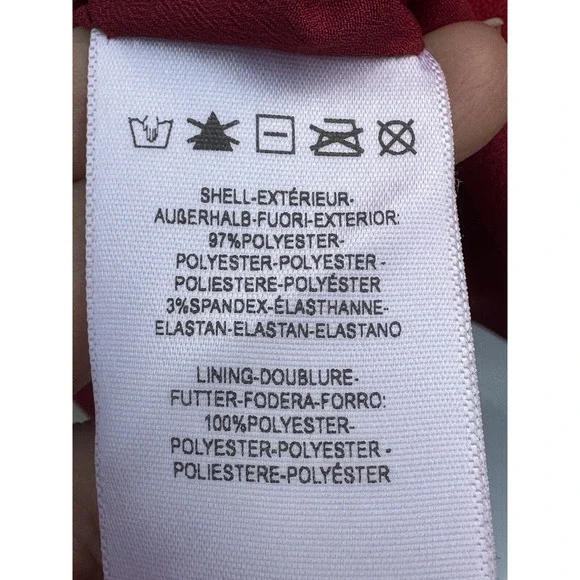 SHELL-EXTÉRIEUR-
AUßERHALB-FUORI-EXTERIOR:
97%POLYESTER-
POLYESTER-POLYESTER-
POLIESTERE-POLYÉSTER
3%SPANDEX-ÉLASTHANNE-
ELASTAN-ELASTAN-ELASTANO
LINING-DOUBLURE-
FUTTER-FODERA-FORRO:
100%POLYESTER-
POLYESTER-POLYESTER-
POLIESTERE-POLYÉSTER